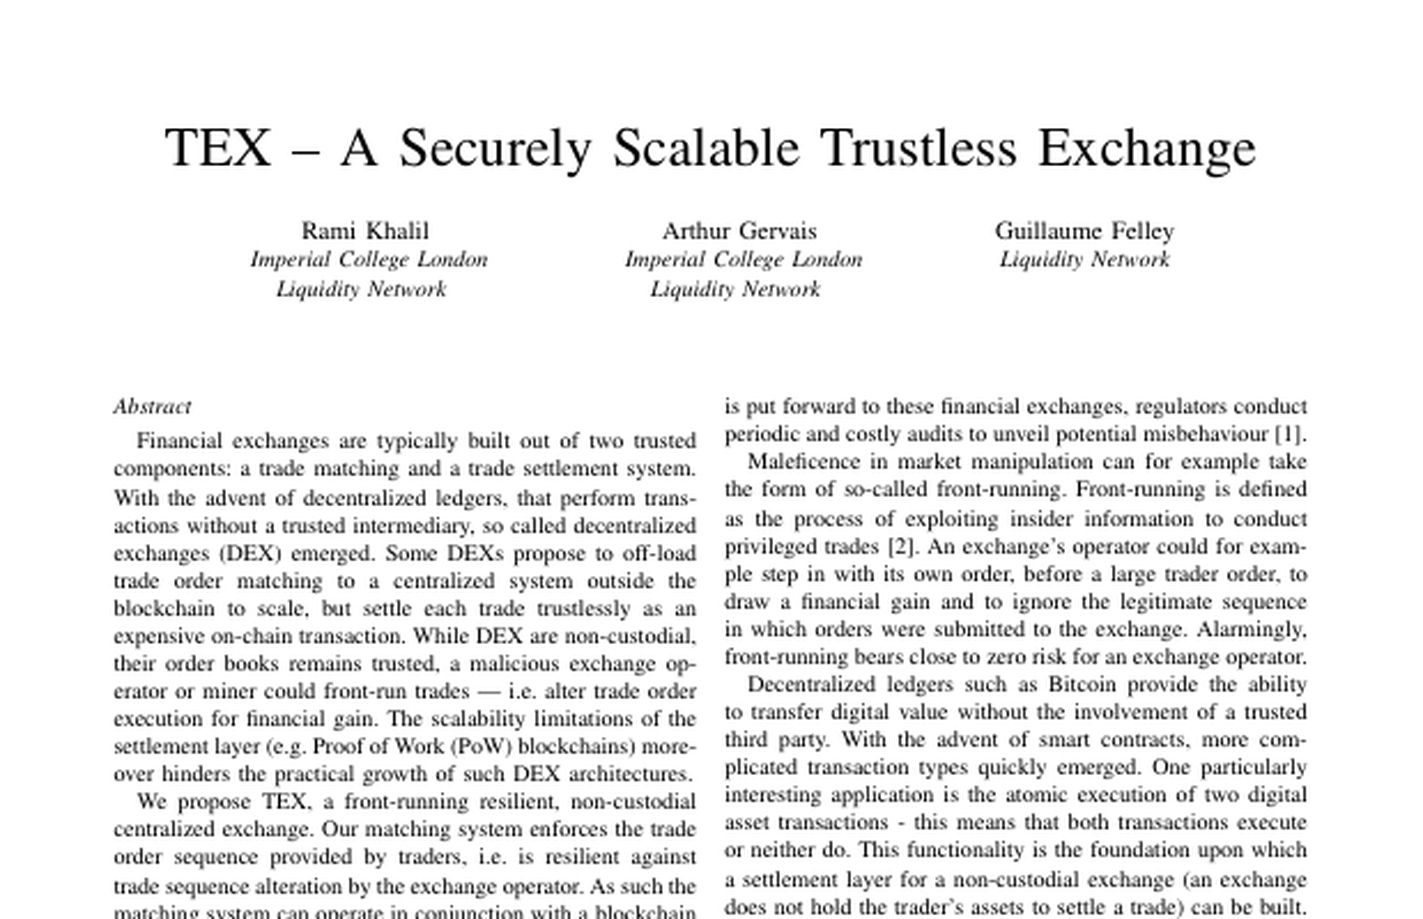 TEX – A Securely Scalable Trustless Exchange
Rami Khalil
Imperial College London
Liquidity Network
Arthur Gervais
Imperial College London
Liquidity Network
Guillaume Felley
Liquidity Network
Abstract
Financial exchanges are typically built out of two trusted
components: a trade matching and a trade settlement system.
With the advent of decentralized ledgers, that perform trans-
actions without a trusted intermediary, so called decentralized
exchanges (DEX) emerged. Some DEXs propose to off-load
trade order matching to a centralized system outside the
blockchain to scale, but settle each trade trustlessly as an
expensive on-chain transaction. While DEX are non-custodial,
their order books remains trusted, a malicious exchange op-
erator or miner could front-run trades — i.e. alter trade order
execution for financial gain. The scalability limitations of the
settlement layer (e.g. Proof of Work (PoW) blockchains) more-
over hinders the practical growth of such DEX architectures.
We propose TEX, a front-running resilient, non-custodial
centralized exchange. Our matching system enforces the trade
order sequence provided by traders, i.e. is resilient against
trade sequence alteration by the exchange operator. As such the
matching system can operate in conjunction with a blockchain
is put forward to these financial exchanges, regulators conduct
periodic and costly audits to unveil potential misbehaviour [1].
Maleficence in market manipulation can for example take
the form of so-called front-running. Front-running is defined
as the process of exploiting insider information to conduct
privileged trades [2]. An exchange's operator could for exam-
ple step in with its own order, before a large trader order, to
draw a financial gain and to ignore the legitimate sequence
in which orders were submitted to the exchange. Alarmingly,
front-running bears close to zero risk for an exchange operator.
Decentralized ledgers such as Bitcoin provide the ability
to transfer digital value without the involvement of a trusted
third party. With the advent of smart contracts, more com-
plicated transaction types quickly emerged. One particularly
interesting application is the atomic execution of two digital
asset transactions - this means that both transactions execute
or neither do. This functionality is the foundation upon which
a settlement layer for a non-custodial exchange (an exchange
does not hold the trader's assets to settle a trade) can be built.